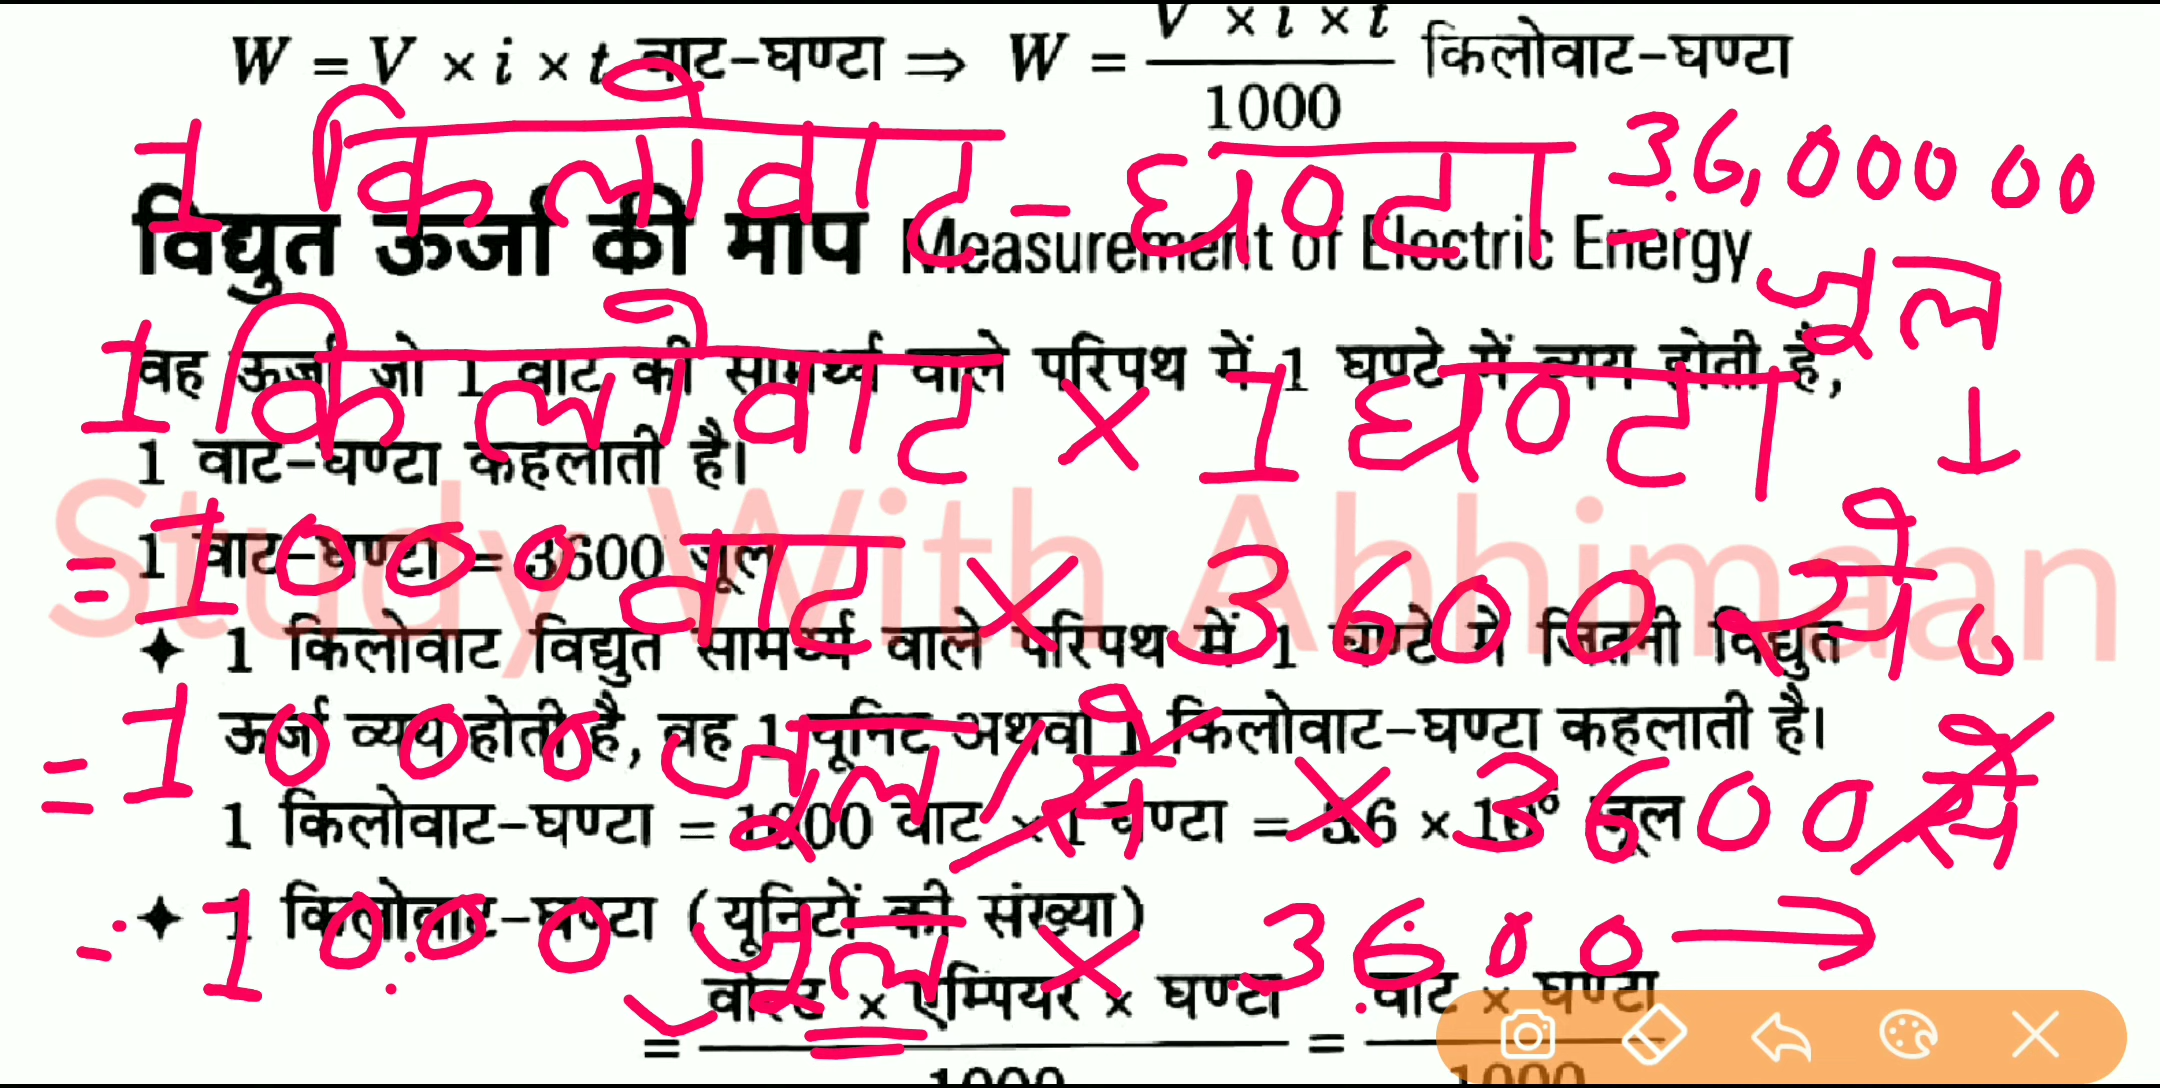 W = V × i × t वाट-घण्टा ⇒ W = V × i × t / 1000 किलोवाट-घण्टा
1 किलोवाट-घण्टा 36,00000
जूल
विद्युत ऊर्जा की माप Measurement of Electric Energy
वह ऊर्जा जो 1 वाट की सामर्थ्य वाले परिपथ में 1 घण्टे में व्यय होती है,
1 किलोवाट × 1 घण्टा
1 वाट-घण्टा कहलाती है।
1 वाट-घण्टा = 3600 जूल
= 1000 वाट × 3600 से०
✦ 1 किलोवाट विद्युत सामर्थ्य वाले परिपथ में 1 घण्टे में जितनी विद्युत
ऊर्जा व्यय होती है, वह 1 यूनिट अथवा 1 किलोवाट-घण्टा कहलाती है।
= 1000 जूल/से × 3600 से
1 किलोवाट-घण्टा = 1000 वाट × 1 घण्टा = 3.6 × 10⁶ जूल
✦ 1 किलोवाट-घण्टा (यूनिटों की संख्या)
= 1000 जूल × 3600 →
= वोल्ट × एम्पियर × घण्टा / 1000 = वाट × घण्टा / 1000
Study With Abhimaan